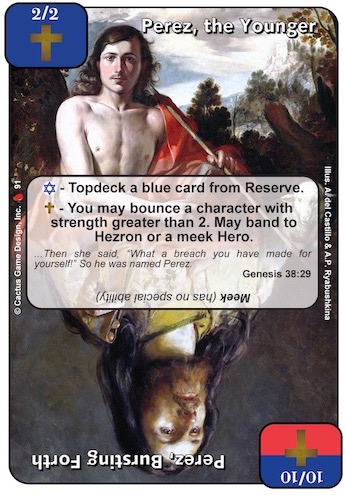 2/2
Perez, the Younger
✡ - Topdeck a blue card from Reserve.
✝ - You may bounce a character with
strength greater than 2. May band to
Hezron or a meek Hero.
...Then she said, "What a breach you have made for
yourself!" So he was named Perez.
Genesis 38:29
Meek (has no special ability)
© Cactus Game Design, Inc. 91
Illus. A. del Castillo & A.P. Ryabushkina
Perez, Bursting Forth
10/10